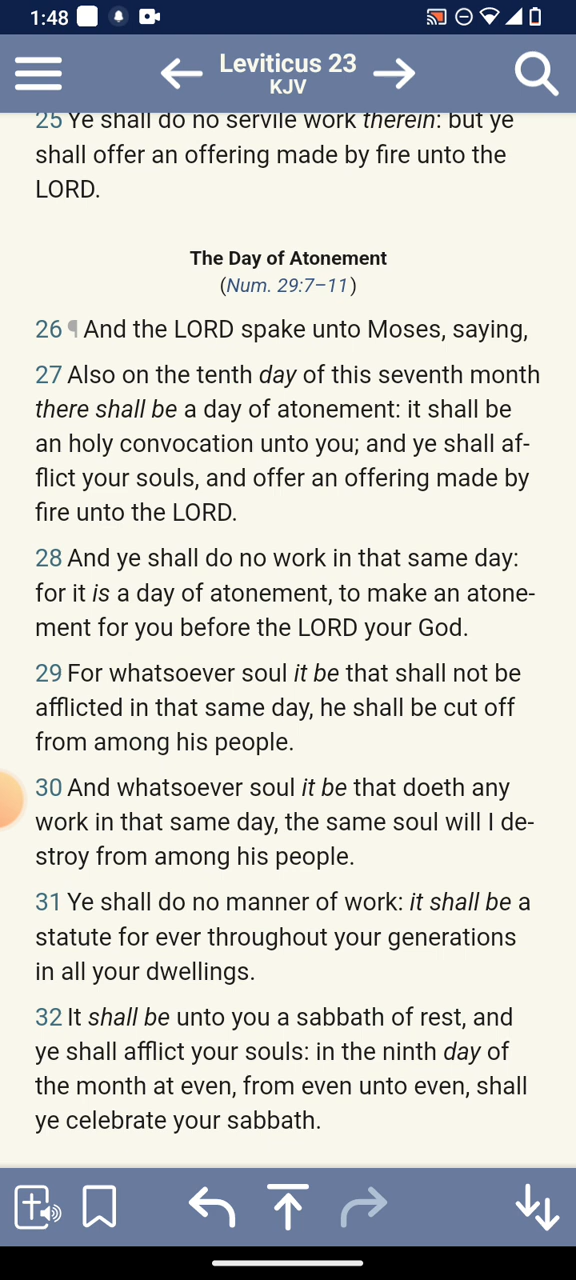 1:48
Leviticus 23
KJV
25 Ye shall do no servile work therein: but ye
shall offer an offering made by fire unto the
LORD.
The Day of Atonement
(Num. 29:7–11)
26 ¶ And the LORD spake unto Moses, saying,
27 Also on the tenth day of this seventh month
there shall be a day of atonement: it shall be
an holy convocation unto you; and ye shall af-
flict your souls, and offer an offering made by
fire unto the LORD.
28 And ye shall do no work in that same day:
for it is a day of atonement, to make an atone-
ment for you before the LORD your God.
29 For whatsoever soul it be that shall not be
afflicted in that same day, he shall be cut off
from among his people.
30 And whatsoever soul it be that doeth any
work in that same day, the same soul will I de-
stroy from among his people.
31 Ye shall do no manner of work: it shall be a
statute for ever throughout your generations
in all your dwellings.
32 It shall be unto you a sabbath of rest, and
ye shall afflict your souls: in the ninth day of
the month at even, from even unto even, shall
ye celebrate your sabbath.